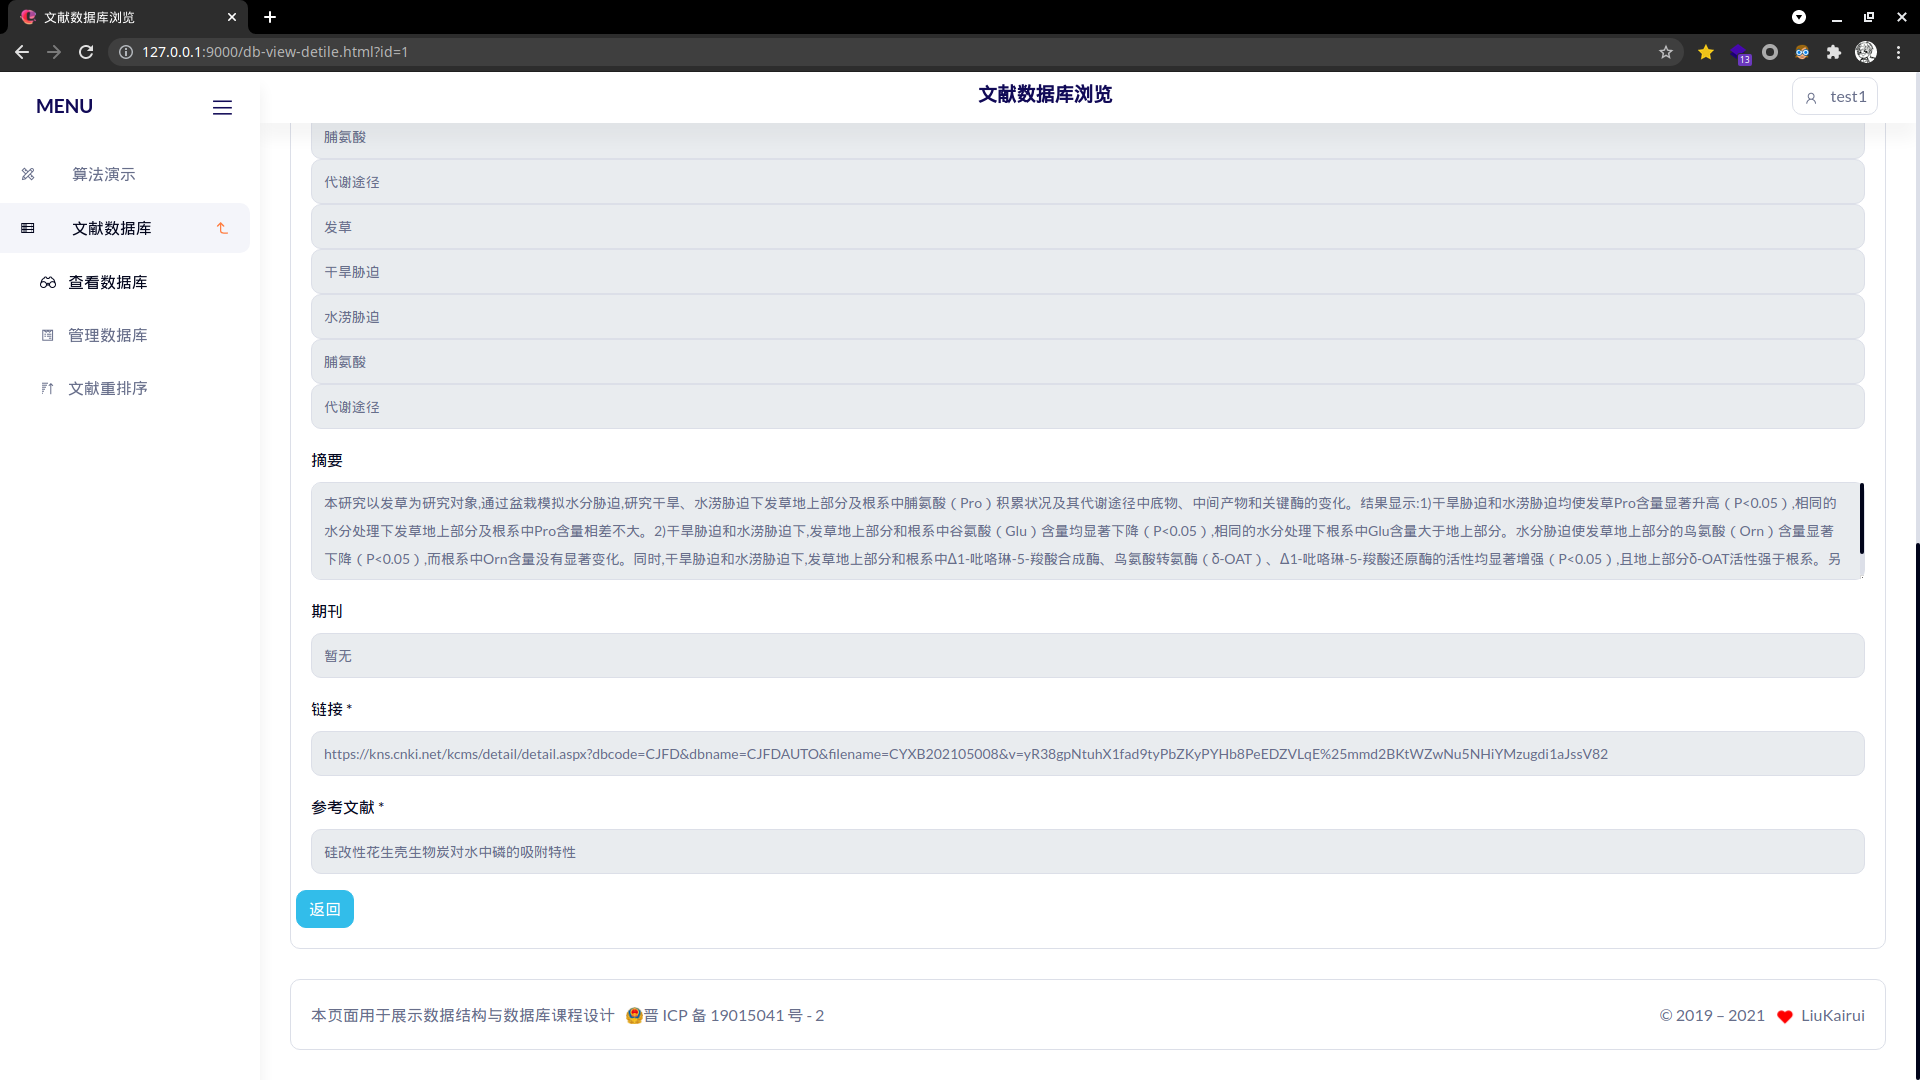 文献数据库浏览
127.0.0.1:9000/db-view-detile.html?id=1
13
MENU
文献数据库浏览
test1
算法演示
文献数据库
查看数据库
管理数据库
文献重排序
脯氨酸
代谢途径
发草
干旱胁迫
水涝胁迫
脯氨酸
代谢途径
摘要
本研究以发草为研究对象,通过盆栽模拟水分胁迫,研究干旱、水涝胁迫下发草地上部分及根系中脯氨酸（Pro）积累状况及其代谢途径中底物、中间产物和关键酶的变化。结果显示:1)干旱胁迫和水涝胁迫均使发草Pro含量显著升高（P<0.05）,相同的
水分处理下发草地上部分及根系中Pro含量相差不大。2)干旱胁迫和水涝胁迫下,发草地上部分和根系中谷氨酸（Glu）含量均显著下降（P<0.05）,相同的水分处理下根系中Glu含量大于地上部分。水分胁迫使发草地上部分的鸟氨酸（Orn）含量显著
下降（P<0.05）,而根系中Orn含量没有显著变化。同时,干旱胁迫和水涝胁迫下,发草地上部分和根系中Δ1-吡咯啉-5-羧酸合成酶、鸟氨酸转氨酶（δ-OAT）、Δ1-吡咯啉-5-羧酸还原酶的活性均显著增强（P<0.05）,且地上部分δ-OAT活性强于根系。另
期刊
暂无
链接 *
https://kns.cnki.net/kcms/detail/detail.aspx?dbcode=CJFD&dbname=CJFDAUTO&filename=CYXB202105008&v=yR38gpNtuhX1fad9tyPbZKyPYHb8PeEDZVLqE%25mmd2BKtWZwNu5NHiYMzugdi1aJssV82
参考文献 *
硅改性花生壳生物炭对水中磷的吸附特性
返回
本页面用于展示数据结构与数据库课程设计 晋 ICP 备 19015041 号 - 2
© 2019 – 2021 LiuKairui